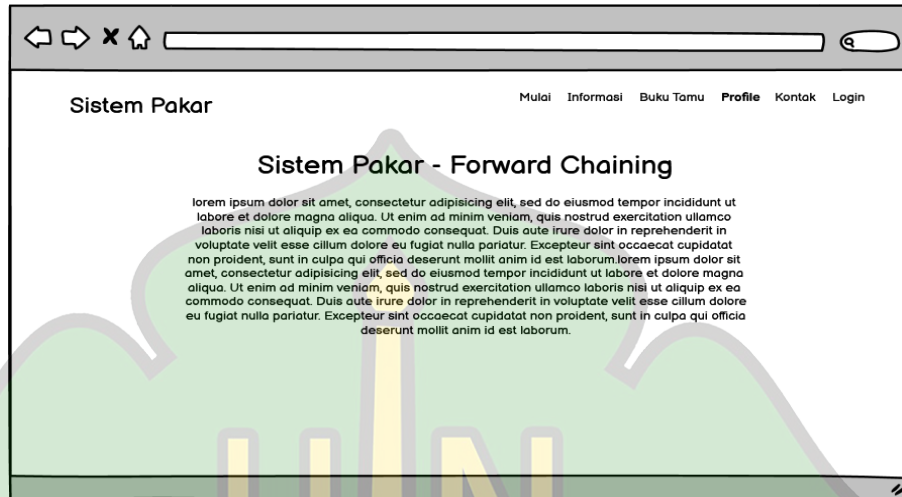 Sistem Pakar
Mulai Informasi Buku Tamu Profile Kontak Login
Sistem Pakar - Forward Chaining
lorem ipsum dolor sit amet, consectetur adipisicing elit, sed do eiusmod tempor incididunt ut
labore et dolore magna aliqua. Ut enim ad minim veniam, quis nostrud exercitation ullamco
laboris nisi ut aliquip ex ea commodo consequat. Duis aute irure dolor in reprehenderit in
voluptate velit esse cillum dolore eu fugiat nulla pariatur. Excepteur sint occaecat cupidatat
non proident, sunt in culpa qui officia deserunt mollit anim id est laborum.lorem ipsum dolor sit
amet, consectetur adipisicing elit, sed do eiusmod tempor incididunt ut labore et dolore magna
aliqua. Ut enim ad minim veniam, quis nostrud exercitation ullamco laboris nisi ut aliquip ex ea
commodo consequat. Duis aute irure dolor in reprehenderit in voluptate velit esse cillum dolore
eu fugiat nulla pariatur. Excepteur sint occaecat cupidatat non proident, sunt in culpa qui officia
deserunt mollit anim id est laborum.
UIN